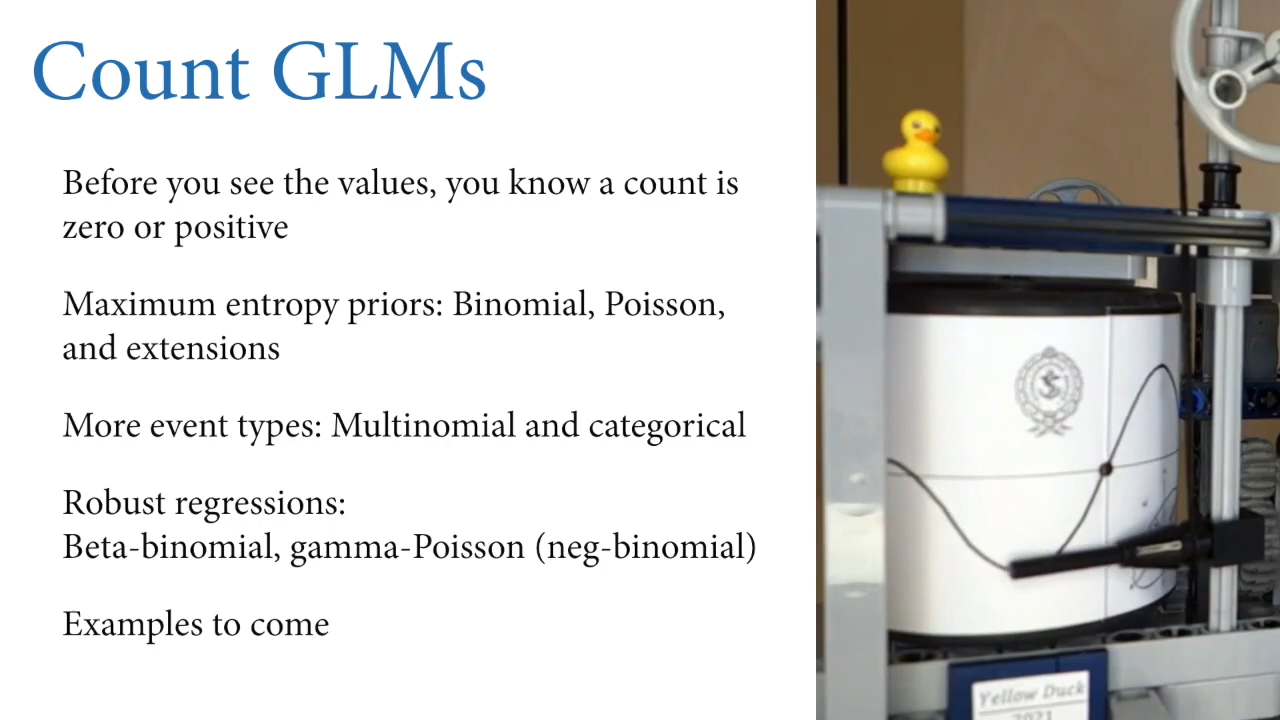 Count GLMs
Before you see the values, you know a count is
zero or positive
Maximum entropy priors: Binomial, Poisson,
and extensions
More event types: Multinomial and categorical
Robust regressions:
Beta-binomial, gamma-Poisson (neg-binomial)
Examples to come
Yellow Duck
2021